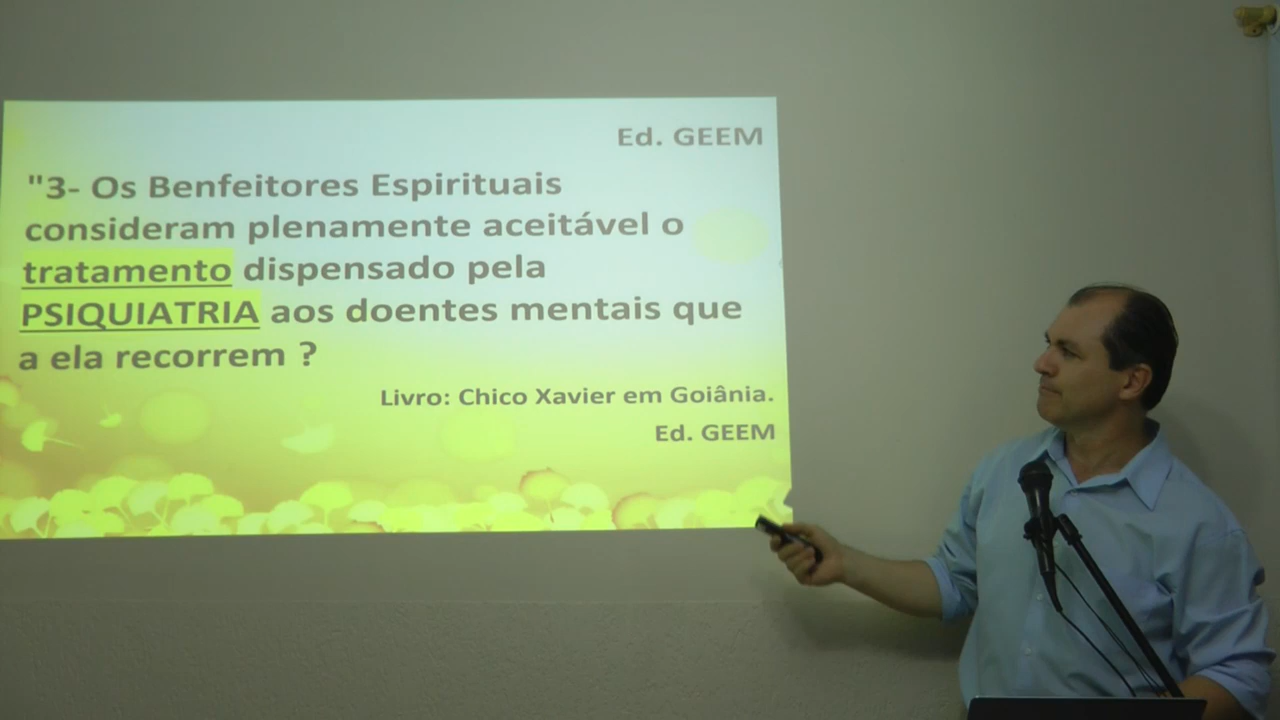 Ed. GEEM
"3- Os Benfeitores Espirituais
consideram plenamente aceitável o
tratamento dispensado pela
PSIQUIATRIA aos doentes mentais que
a ela recorrem ?
Livro: Chico Xavier em Goiânia.
Ed. GEEM